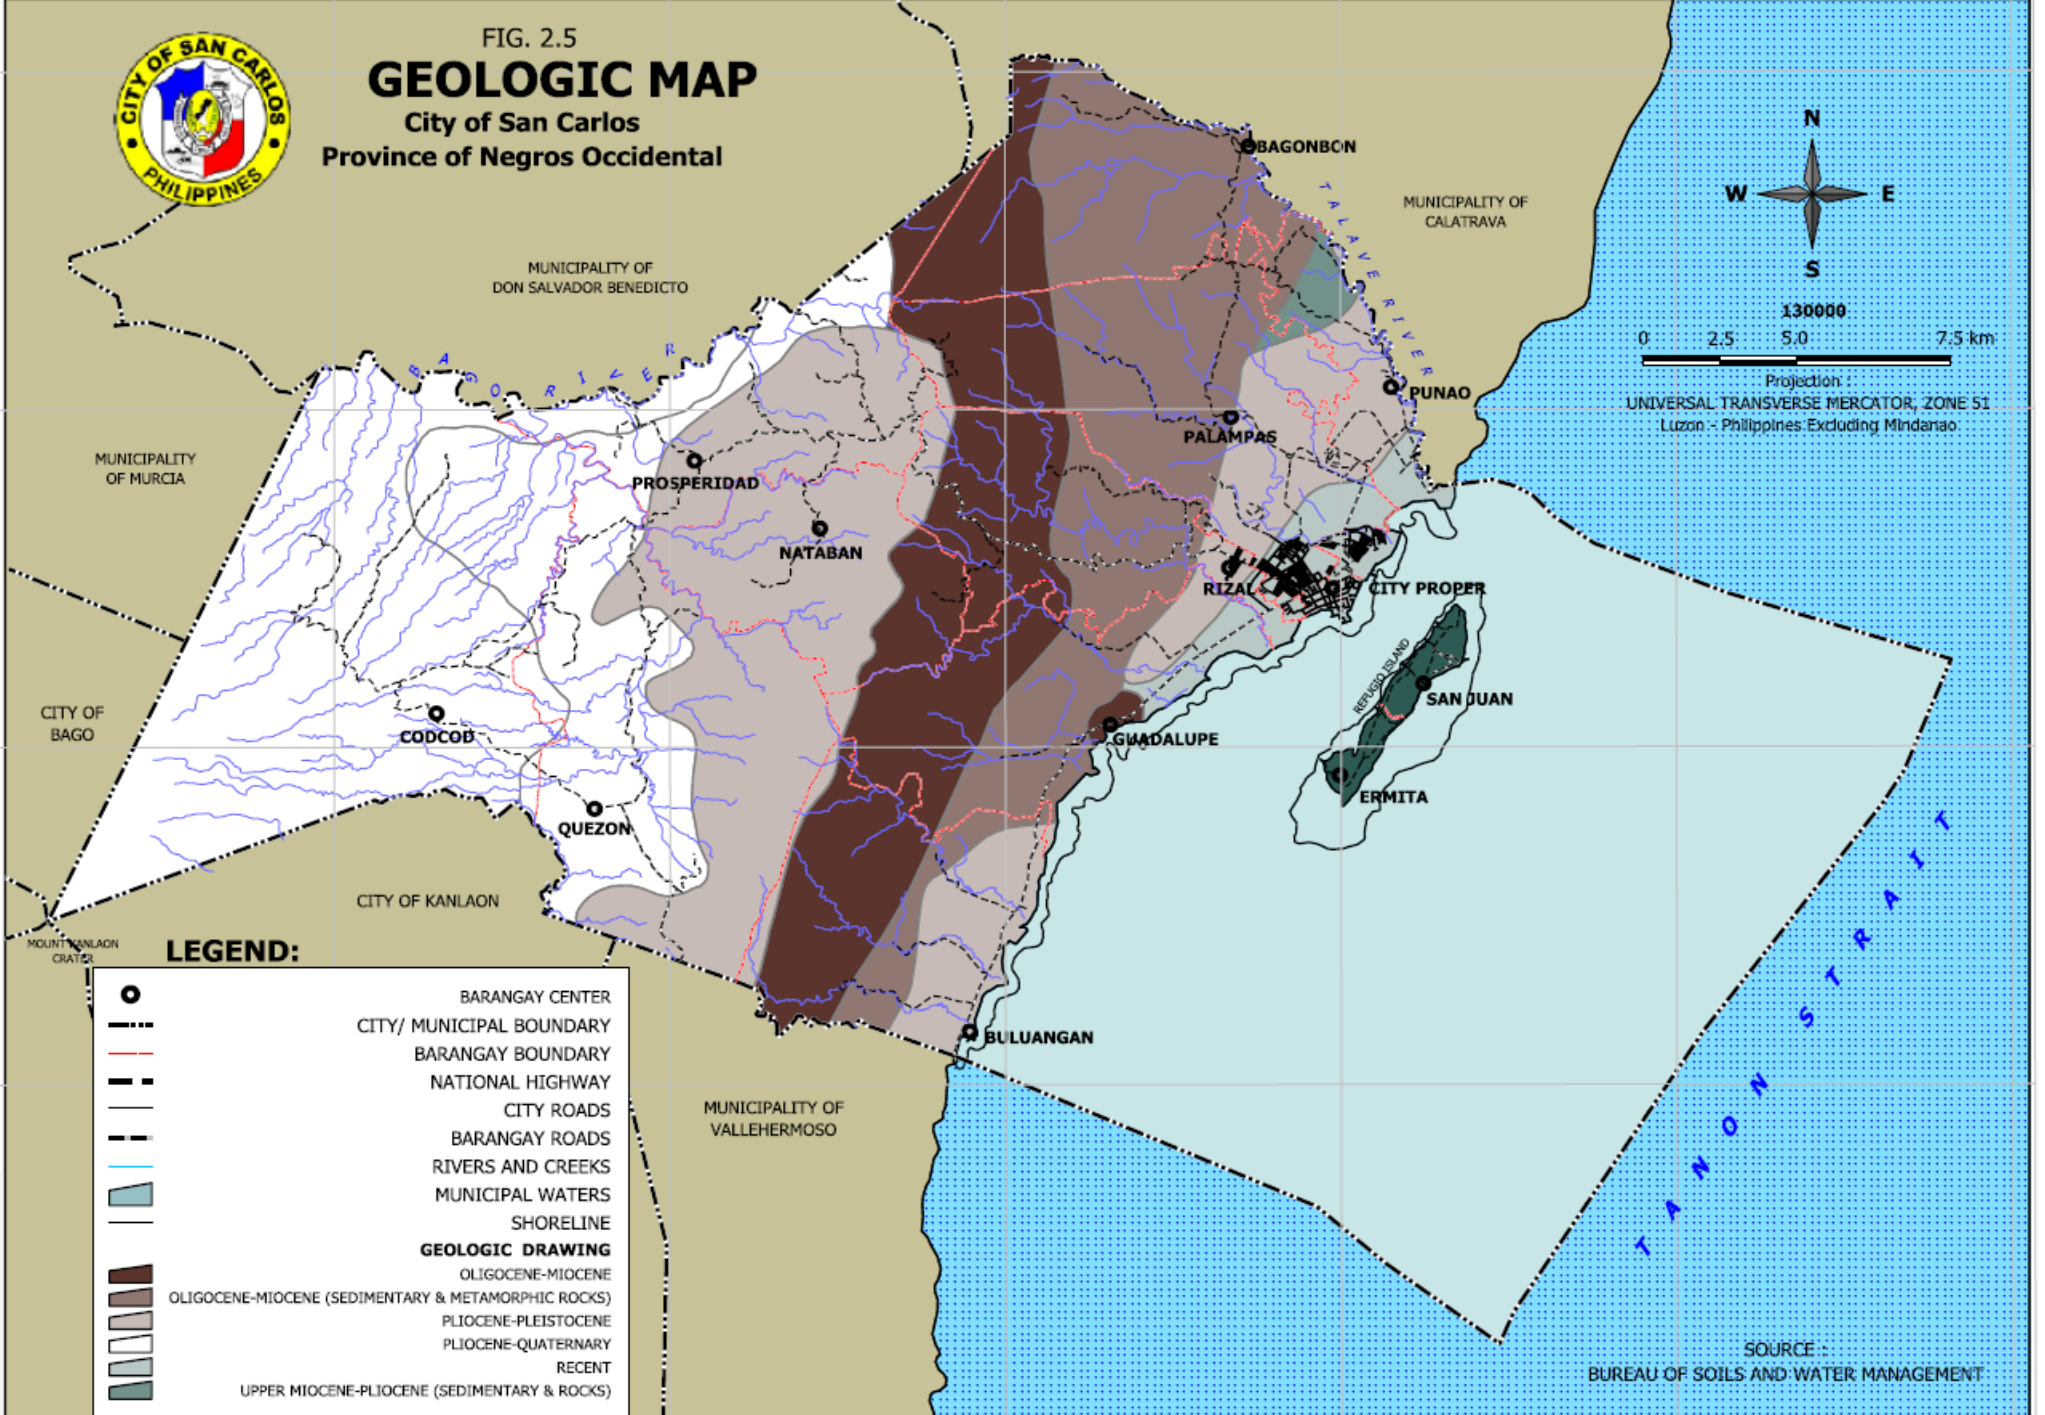 FIG. 2.5
GEOLOGIC MAP
City of San Carlos
Province of Negros Occidental
CITY OF SAN CARLOS
PHILIPPINES
BAGONBON
TALAVE RIVER
MUNICIPALITY OF
CALATRAVA
N
W E
S
130000
0 2.5 5.0 7.5 km
Projection :
UNIVERSAL TRANSVERSE MERCATOR, ZONE 51
Luzon - Philippines Excluding Mindanao
MUNICIPALITY OF
DON SALVADOR BENEDICTO
BAGO RIVER
PUNAO
PALAMPAS
MUNICIPALITY
OF MURCIA
PROSPERIDAD
NATABAN
RIZAL
CITY PROPER
REFUGIO ISLAND
SAN JUAN
CITY OF
BAGO
CODCOD
GUADALUPE
ERMITA
QUEZON
CITY OF KANLAON
MOUNT KANLAON
CRATER
BULUANGAN
MUNICIPALITY OF
VALLEHERMOSO
TANON STRAIT
LEGEND:
BARANGAY CENTER
CITY/ MUNICIPAL BOUNDARY
BARANGAY BOUNDARY
NATIONAL HIGHWAY
CITY ROADS
BARANGAY ROADS
RIVERS AND CREEKS
MUNICIPAL WATERS
SHORELINE
GEOLOGIC DRAWING
OLIGOCENE-MIOCENE
OLIGOCENE-MIOCENE (SEDIMENTARY & METAMORPHIC ROCKS)
PLIOCENE-PLEISTOCENE
PLIOCENE-QUATERNARY
RECENT
UPPER MIOCENE-PLIOCENE (SEDIMENTARY & ROCKS)
SOURCE :
BUREAU OF SOILS AND WATER MANAGEMENT